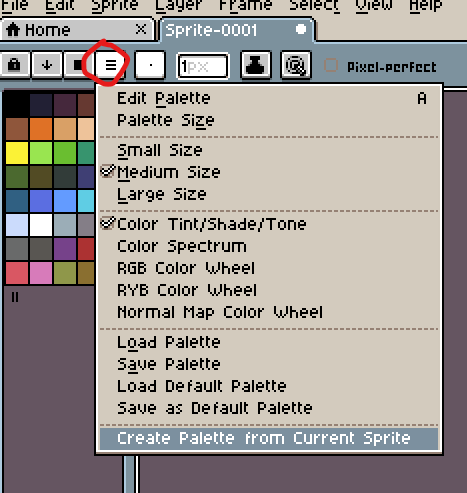 File Edit Sprite Layer Frame Select View Help
Home Sprite-0001
1px Pixel-perfect
Edit Palette A
Palette Size
Small Size
Medium Size
Large Size
Color Tint/Shade/Tone
Color Spectrum
RGB Color Wheel
RYB Color Wheel
Normal Map Color Wheel
Load Palette
Save Palette
Load Default Palette
Save as Default Palette
Create Palette from Current Sprite